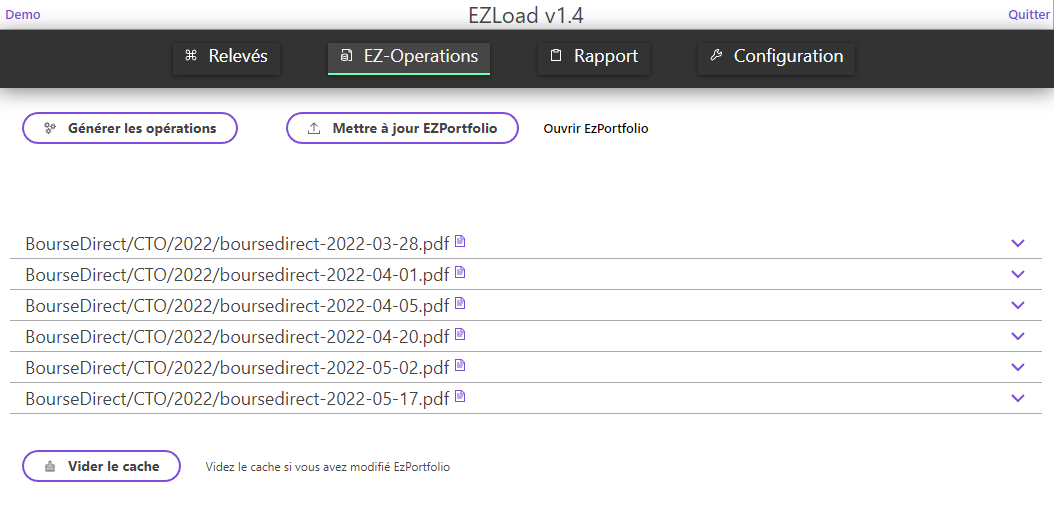 Demo EZLoad v1.4 Quitter
Relevés EZ-Operations Rapport Configuration
Générer les opérations Mettre à jour EZPortfolio Ouvrir EzPortfolio
BourseDirect/CTO/2022/boursedirect-2022-03-28.pdf
BourseDirect/CTO/2022/boursedirect-2022-04-01.pdf
BourseDirect/CTO/2022/boursedirect-2022-04-05.pdf
BourseDirect/CTO/2022/boursedirect-2022-04-20.pdf
BourseDirect/CTO/2022/boursedirect-2022-05-02.pdf
BourseDirect/CTO/2022/boursedirect-2022-05-17.pdf
Vider le cache Videz le cache si vous avez modifié EzPortfolio